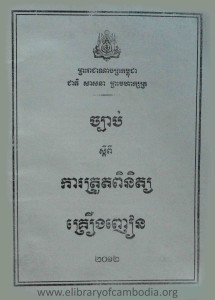 ព្រះរាជាណាចក្រកម្ពុជា
ជាតិ សាសនា ព្រះមហាក្សត្រ
ច្បាប់
ស្តីពី
ការត្រួតពិនិត្យ
គ្រឿងញៀន
២០១២
www.elibraryofcambodia.org